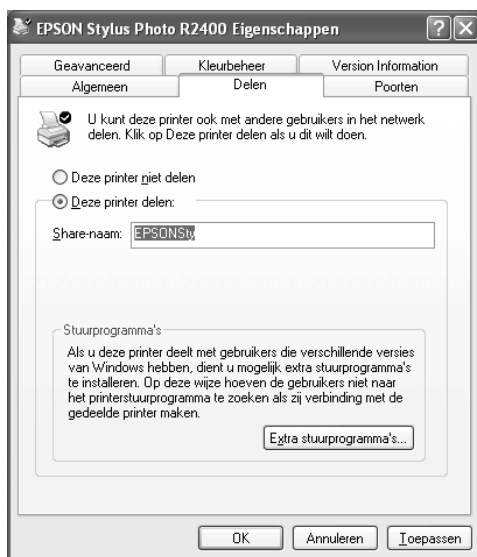 EPSON Stylus Photo R2400 Eigenschappen
Geavanceerd Kleurbeheer Version Information
Algemeen Delen Poorten
U kunt deze printer ook met andere gebruikers in het netwerk
delen. Klik op Deze printer delen als u dit wilt doen.
Deze printer niet delen
Deze printer delen:
Share-naam: EPSONSty
Stuurprogramma's
Als u deze printer deelt met gebruikers die verschillende versies
van Windows hebben, dient u mogelijk extra stuurprogramma's
te installeren. Op deze wijze hoeven de gebruikers niet naar
het printerstuurprogramma te zoeken als zij verbinding met de
gedeelde printer maken.
Extra stuurprogramma's...
OK Annuleren Toepassen